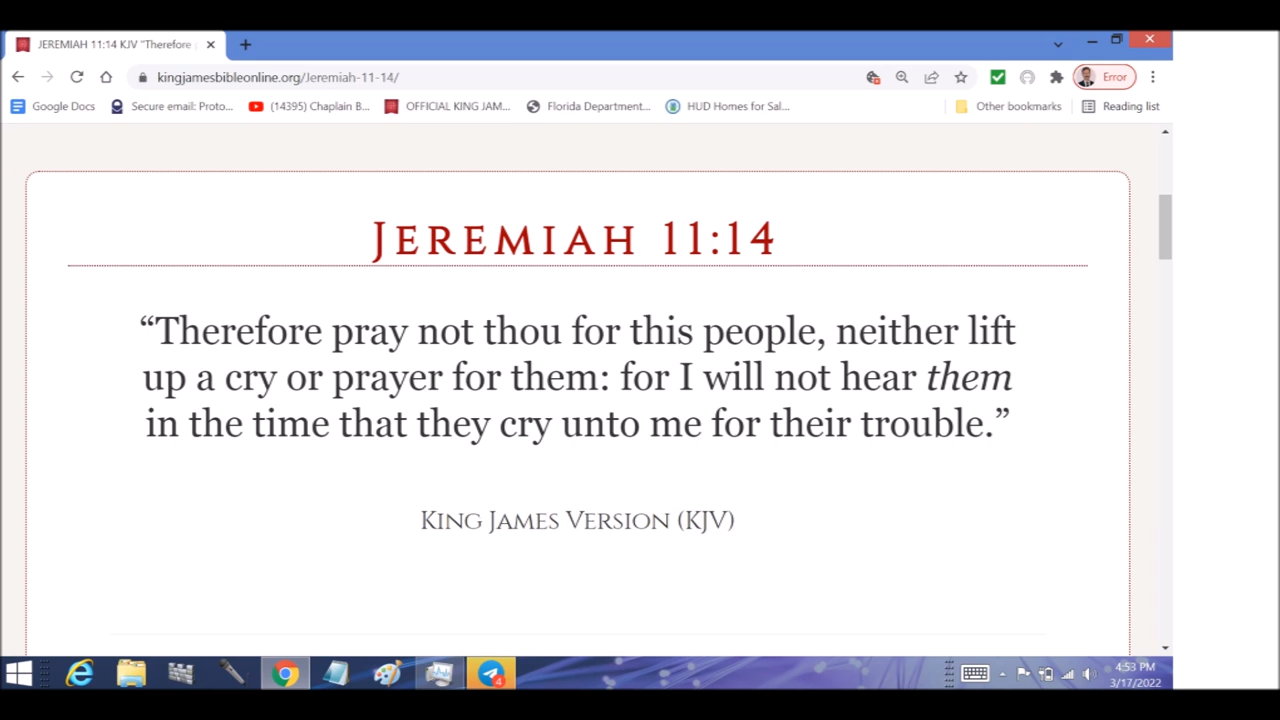 JEREMIAH 11:14 KJV "Therefore
kingjamesbibleonline.org/Jeremiah-11-14/
Error
Google Docs Secure email: Proto... (14395) Chaplain B... OFFICIAL KING JAM... Florida Department... HUD Homes for Sal... Other bookmarks Reading list
JEREMIAH 11:14
“Therefore pray not thou for this people, neither lift
up a cry or prayer for them: for I will not hear them
in the time that they cry unto me for their trouble.”
KING JAMES VERSION (KJV)
4
4:53 PM
3/17/2022